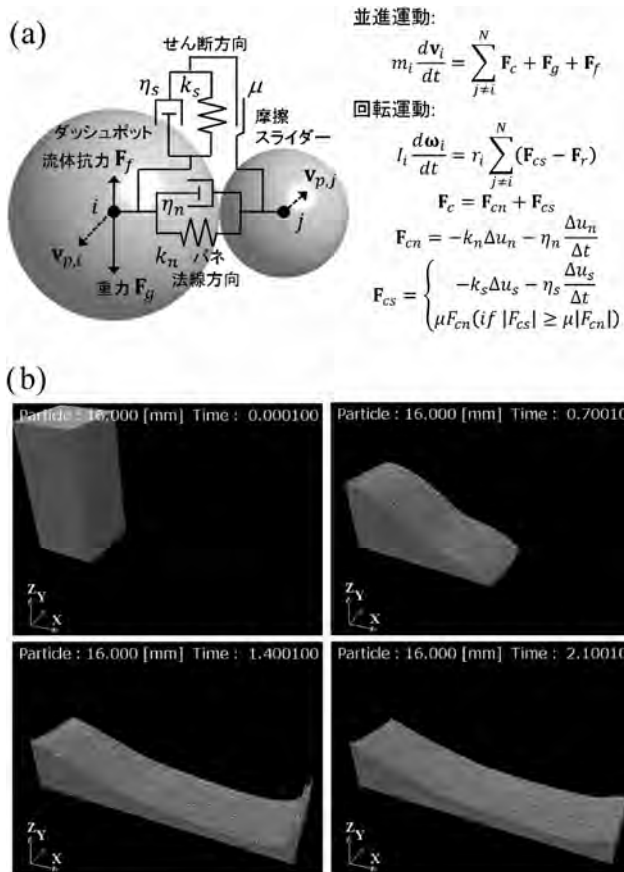 (a)
せん断方向
η_s
k_s
μ
摩擦
スライダー
ダッシュポット
流体抗力 F_f
i
v_{p,i}
η_n
k_n
バネ
法線方向
重力 F_g
v_{p,j}
j
並進運動:
m_i dv_i/dt = ∑_{j≠i}^{N} F_c + F_g + F_f
回転運動:
I_i dω_i/dt = r_i ∑_{j≠i}^{N} (F_cs − F_r)
F_c = F_cn + F_cs
F_cn = −k_n Δu_n − η_n Δu_n/Δt
F_cs = { −k_s Δu_s − η_s Δu_s/Δt
μF_cn (if |F_cs| ≥ μ|F_cn|)
(b)
Particle : 16.000 [mm] Time : 0.000100
Z
Y
X
Particle : 16.000 [mm] Time : 0.70010
Z
Y
X
Particle : 16.000 [mm] Time : 1.400100
Z
Y
X
Particle : 16.000 [mm] Time : 2.10010
Z
Y
X